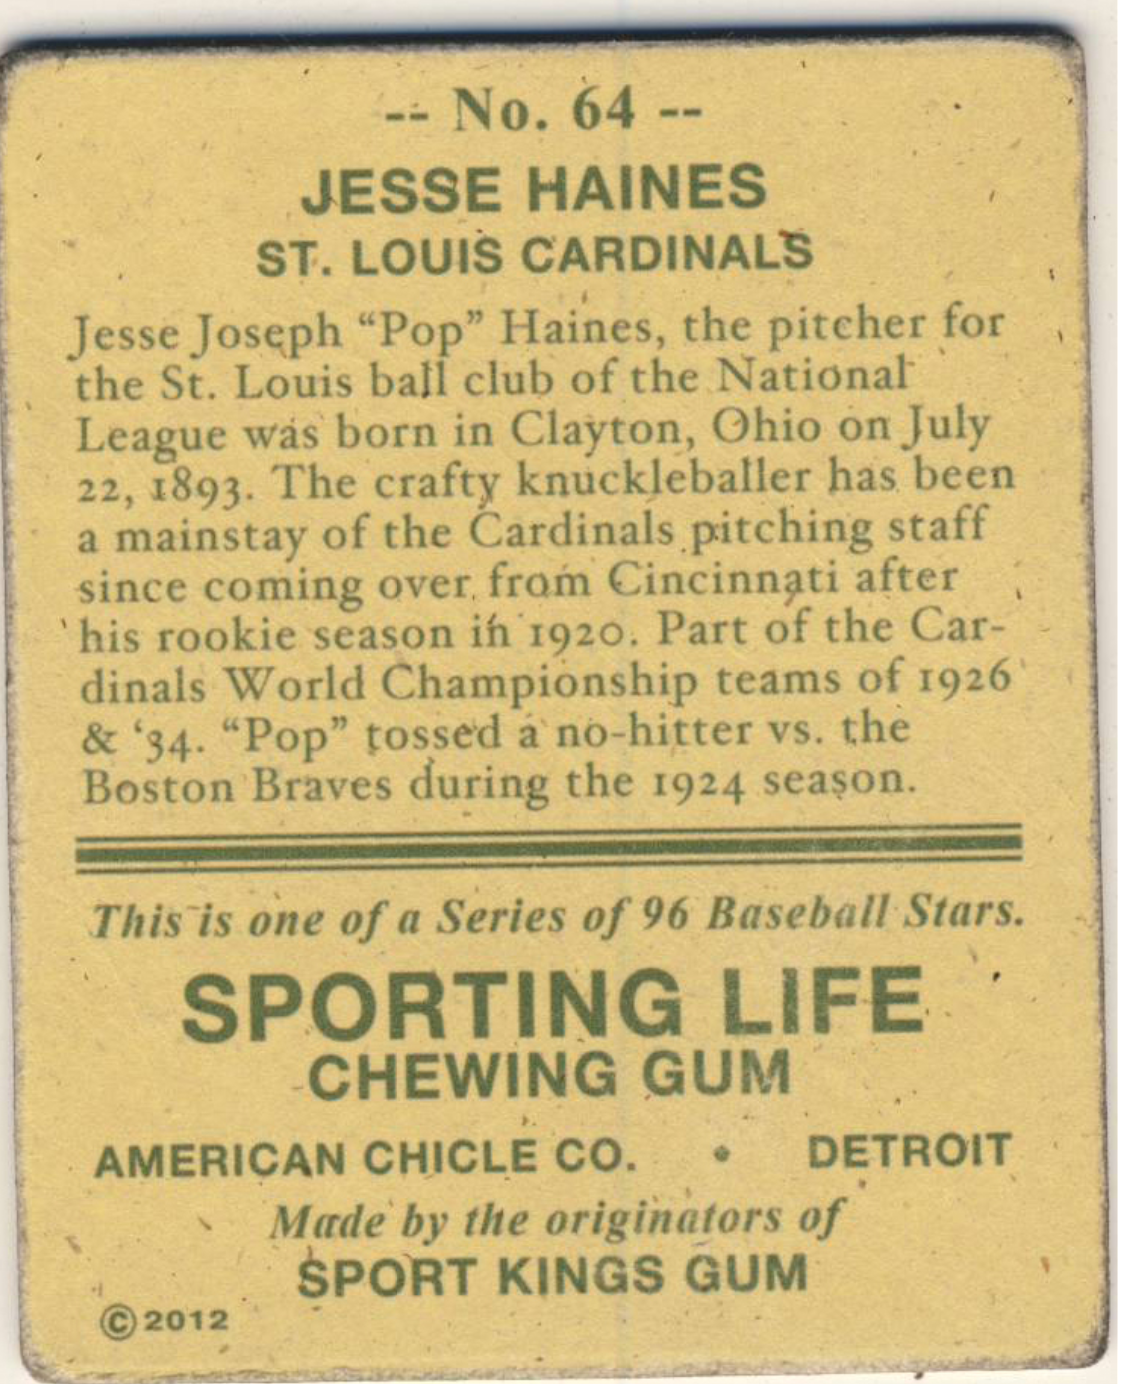 -- No. 64 --
JESSE HAINES
ST. LOUIS CARDINALS
Jesse Joseph “Pop” Haines, the pitcher for
the St. Louis ball club of the National
League was born in Clayton, Ohio on July
22, 1893. The crafty knuckleballer has been
a mainstay of the Cardinals pitching staff
since coming over from Cincinnati after
his rookie season in 1920. Part of the Car-
dinals World Championship teams of 1926
& ‘34. “Pop” tossed a no-hitter vs. the
Boston Braves during the 1924 season.
This is one of a Series of 96 Baseball Stars.
SPORTING LIFE
CHEWING GUM
AMERICAN CHICLE CO. • DETROIT
Made by the originators of
SPORT KINGS GUM
©2012